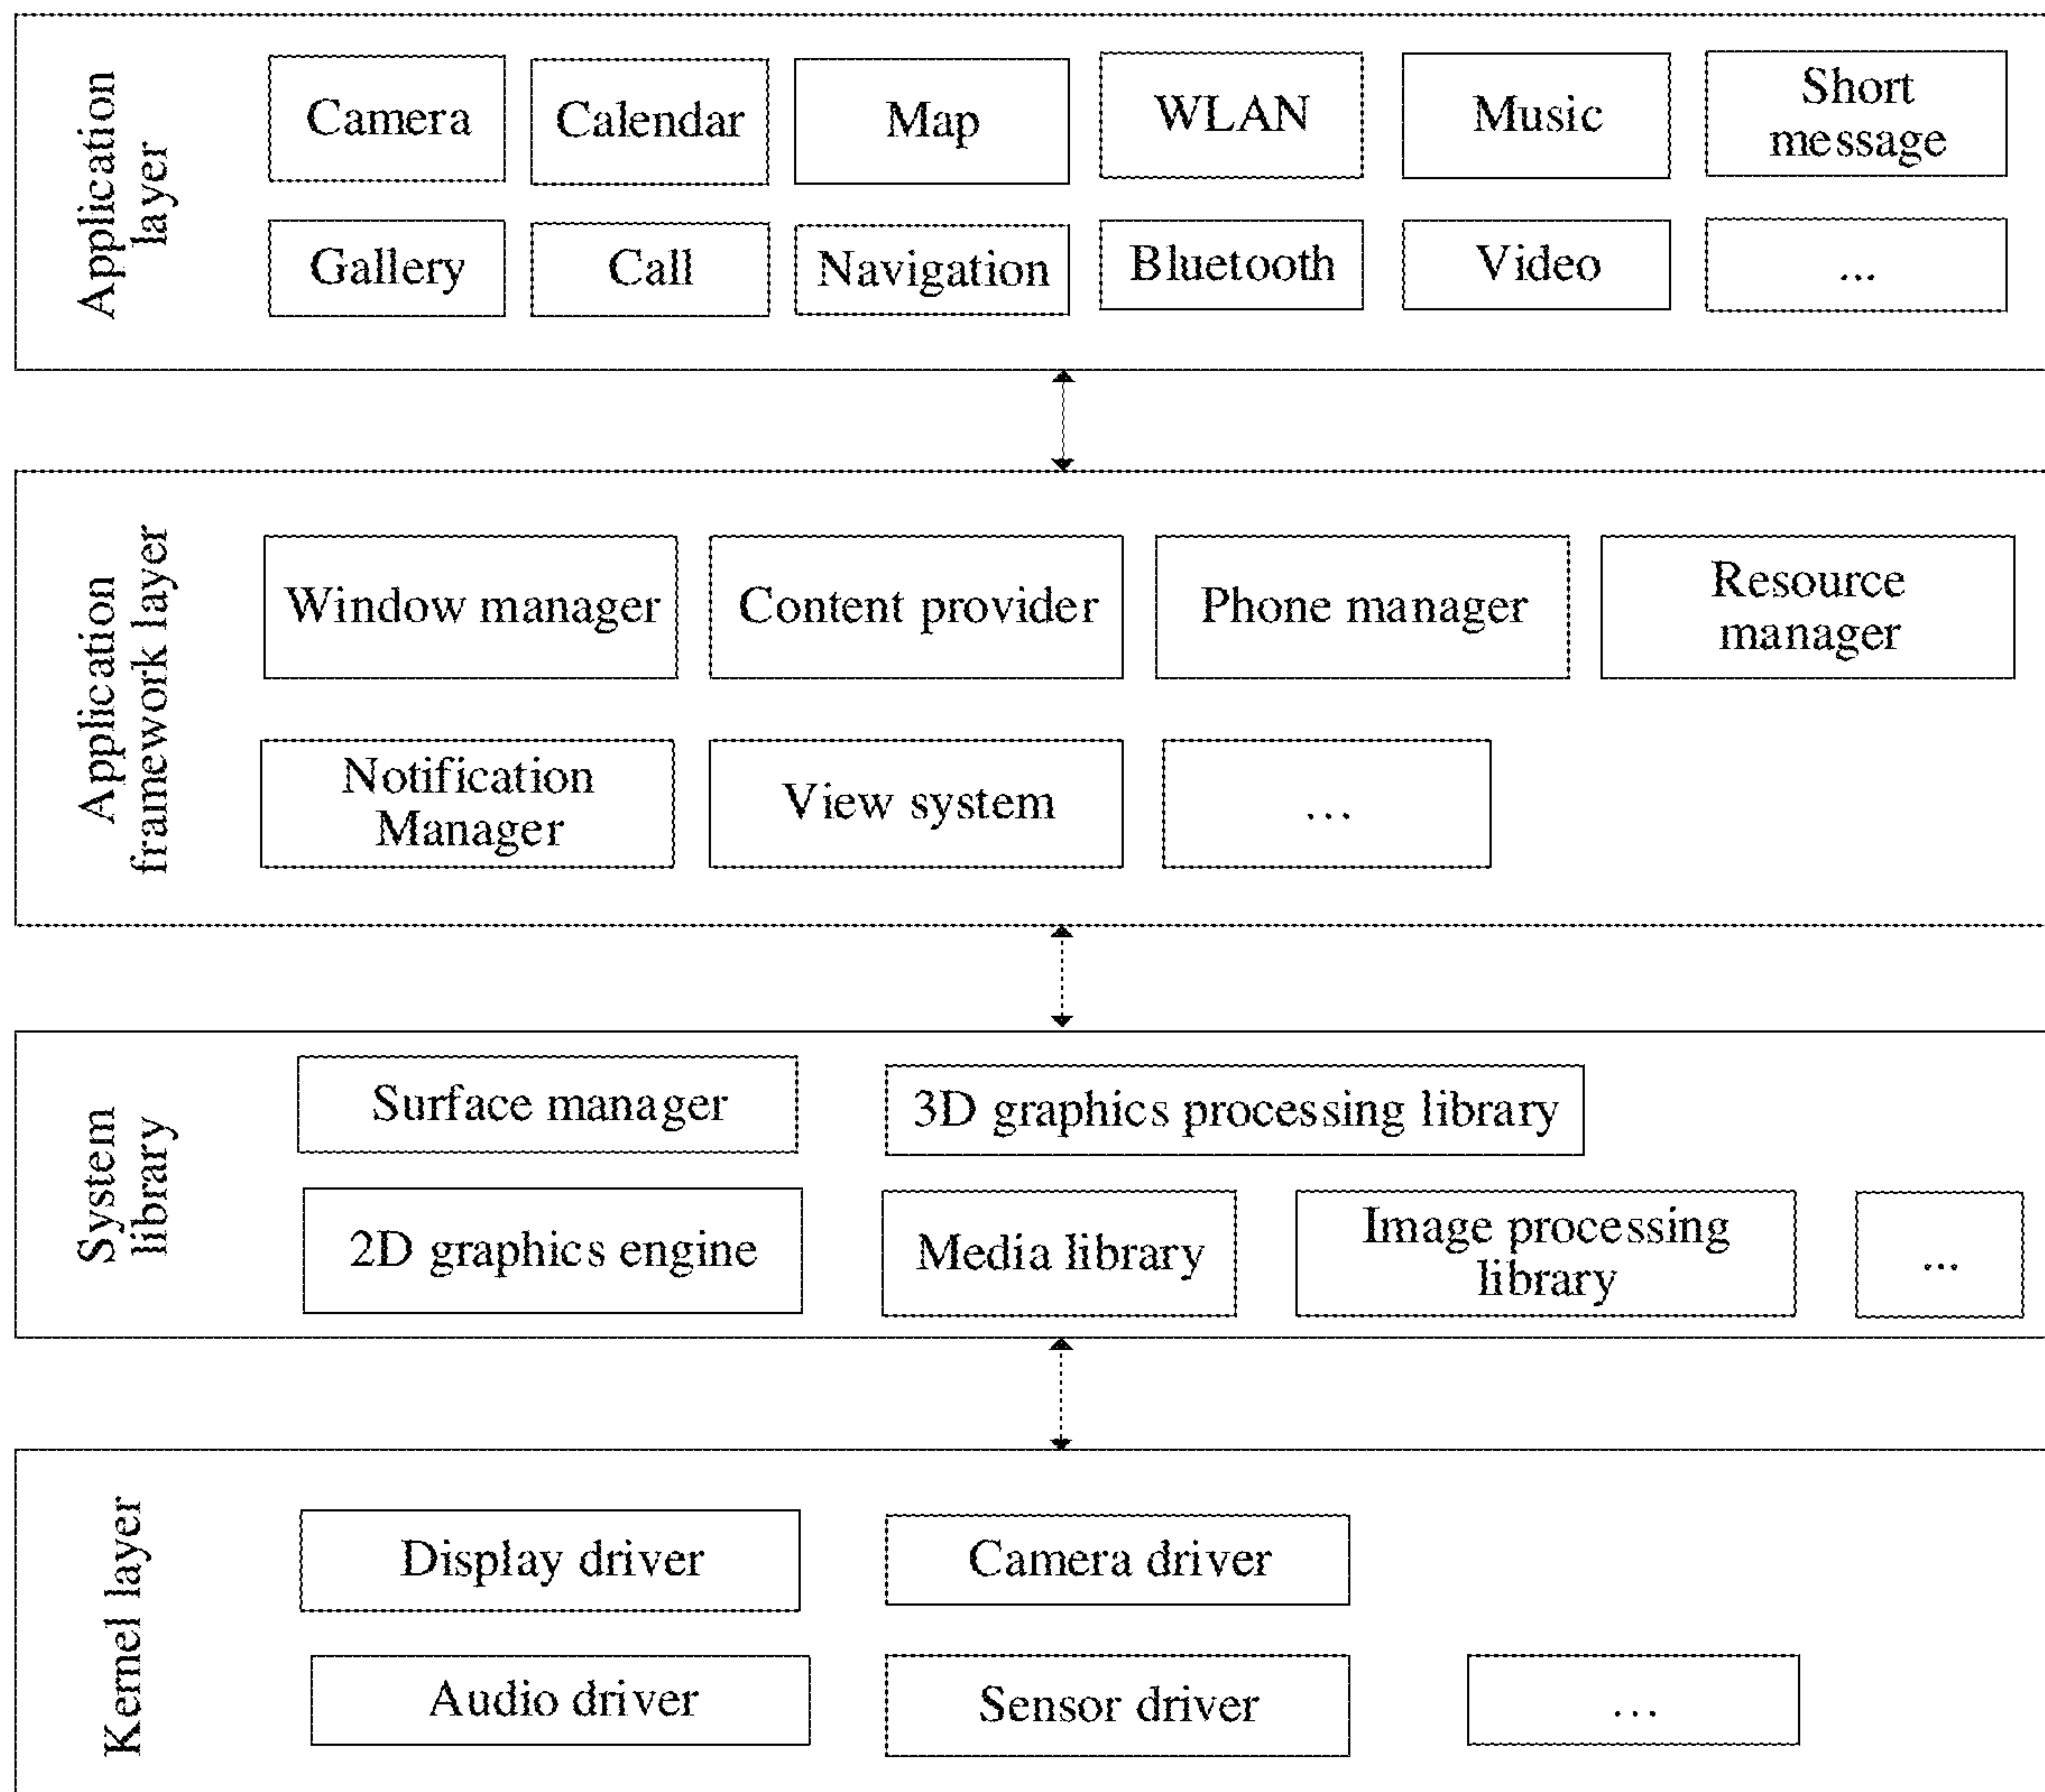 Application
layer
Camera
Calendar
Map
WLAN
Music
Short
message
Gallery
Call
Navigation
Bluetooth
Video
...
Application
framework layer
Window manager
Content provider
Phone manager
Resource
manager
Notification
Manager
View system
...
System
library
Surface manager
3D graphics processing library
2D graphics engine
Media library
Image processing
library
...
Kernel layer
Display driver
Camera driver
Audio driver
Sensor driver
...